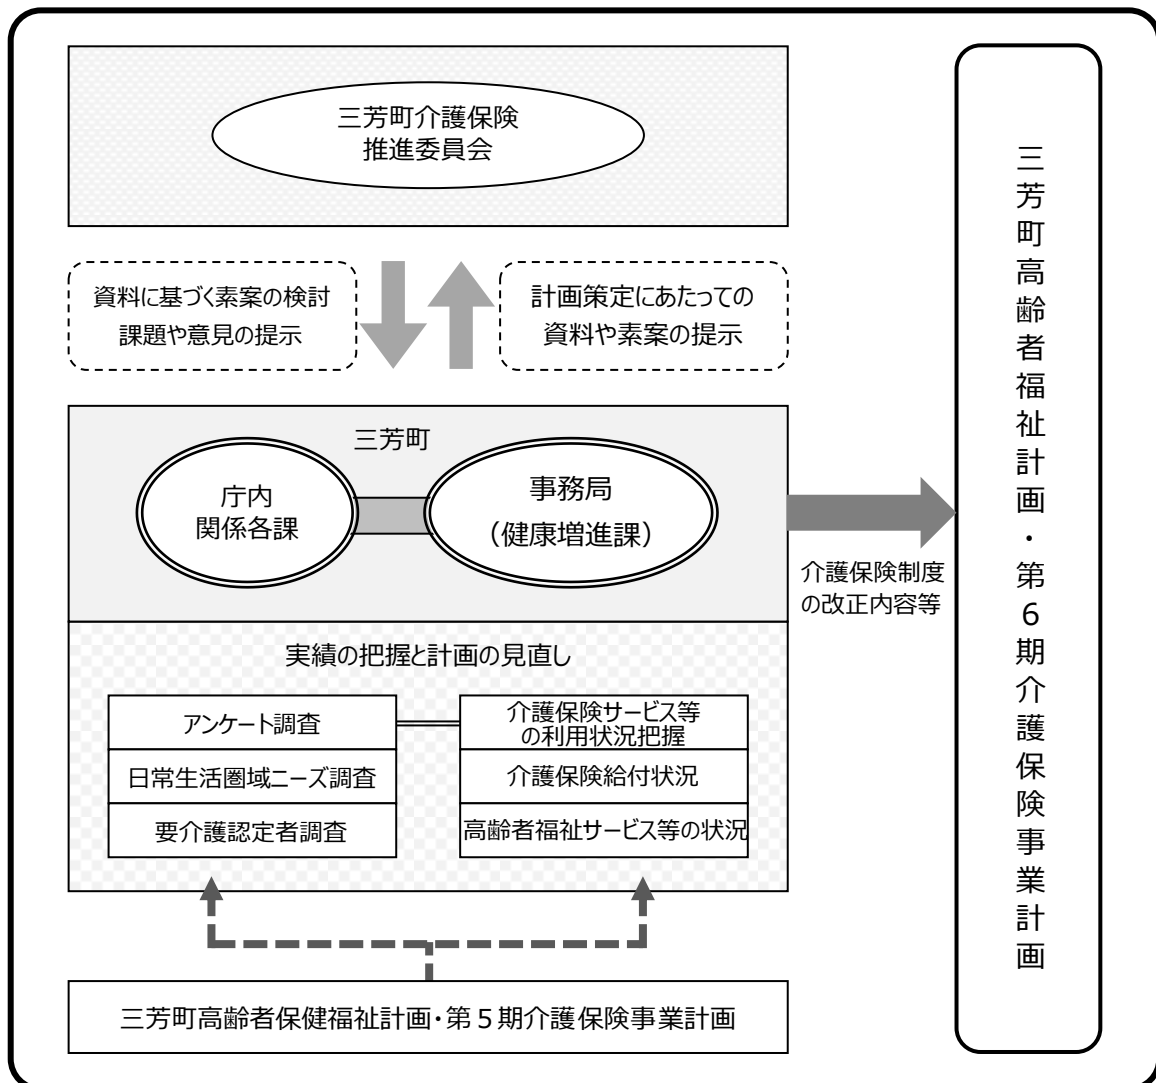 三芳町介護保険
推進委員会
資料に基づく素案の検討
課題や意見の提示
計画策定にあたっての
資料や素案の提示
三芳町
庁内
関係各課
事務局
（健康増進課）
介護保険制度
の改正内容等
実績の把握と計画の見直し
アンケート調査
日常生活圏域ニーズ調査
要介護認定者調査
介護保険サービス等
の利用状況把握
介護保険給付状況
高齢者福祉サービス等の状況
三芳町高齢者保健福祉計画・第５期介護保険事業計画
三芳町高齢者福祉計画・第６期介護保険事業計画